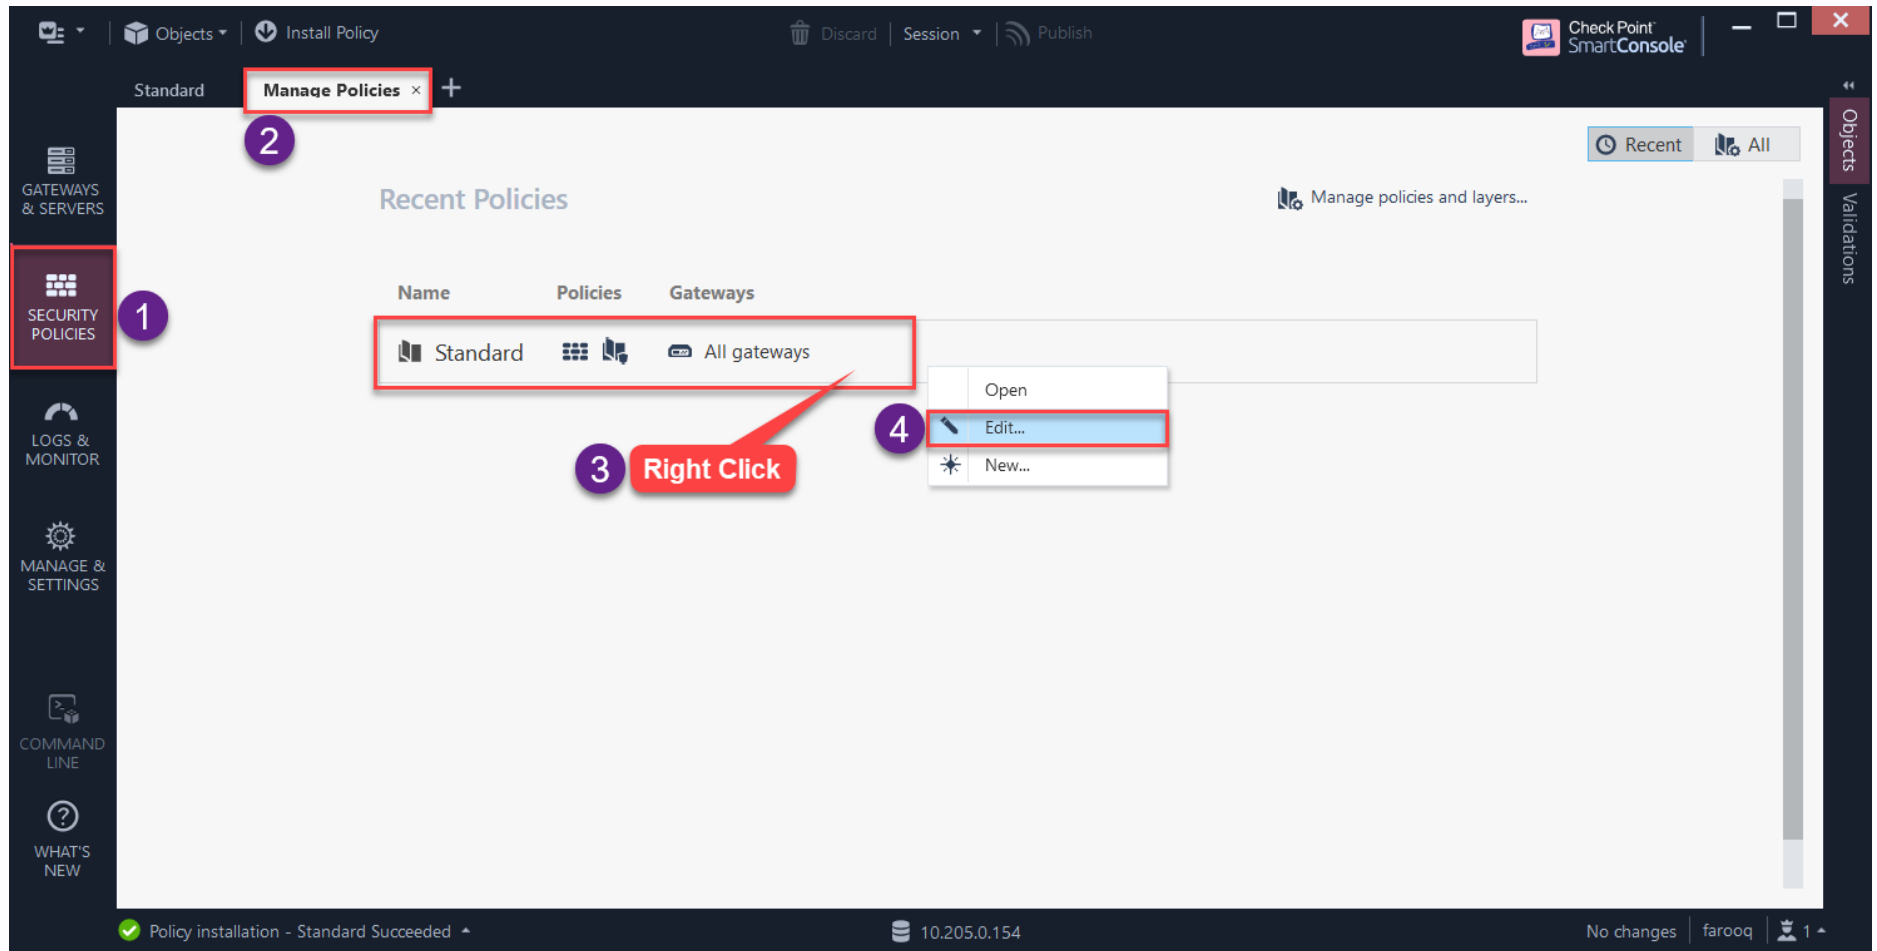 Objects
Install Policy
Discard
Session
Publish
Check Point
SmartConsole
Standard
Manage Policies ×
2
Recent
All
Objects
Validations
GATEWAYS
& SERVERS
Recent Policies
Manage policies and layers...
SECURITY
POLICIES
1
Name Policies Gateways
Standard
All gateways
Open
4
Edit...
New...
3
Right Click
LOGS &
MONITOR
MANAGE &
SETTINGS
COMMAND
LINE
WHAT'S
NEW
Policy installation - Standard Succeeded
10.205.0.154
No changes
farooq
1